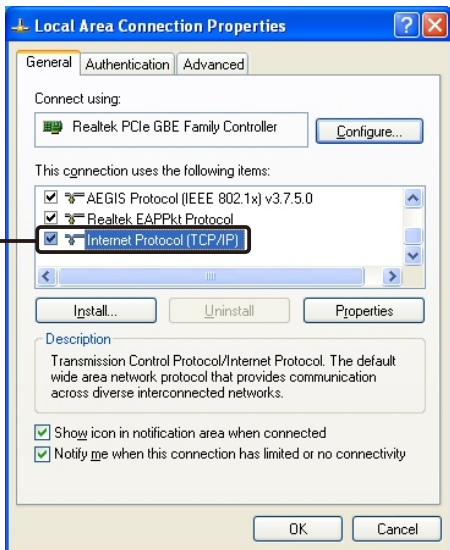 Local Area Connection Properties
General Authentication Advanced
Connect using:
Realtek PCIe GBE Family Controller Configure...
This connection uses the following items:
AEGIS Protocol (IEEE 802.1x) v3.7.5.0
Realtek EAPPkt Protocol
Internet Protocol (TCP/IP)
Install... Uninstall Properties
Description
Transmission Control Protocol/Internet Protocol. The default
wide area network protocol that provides communication
across diverse interconnected networks.
Show icon in notification area when connected
Notify me when this connection has limited or no connectivity
OK Cancel